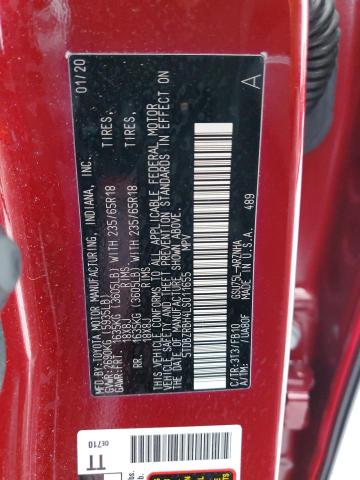 MFD. BY: TOYOTA MOTOR MANUFACTURING, INDIANA, INC. 01/20
GVWR: 2690KG (5935LB)
GAWR: FRT. 1635KG (3605LB) WITH 235/65R18 TIRES,
18X8J RIMS
RR. 1635KG (3605LB) WITH 235/65R18 TIRES,
18X8J RIMS
THIS VEHICLE CONFORMS TO ALL APPLICABLE FEDERAL MOTOR
VEHICLE SAFETY AND THEFT PREVENTION STANDARDS IN
EFFECT ON THE DATE OF MANUFACTURE SHOWN ABOVE.
5TDBZRBH4LS011655 MPV
A
C/TR: 3T3/FB10 GSU75L-ARZNHA
A/TM: /UA80F MADE IN U.S.A. 489
TT
0E710
lbs.